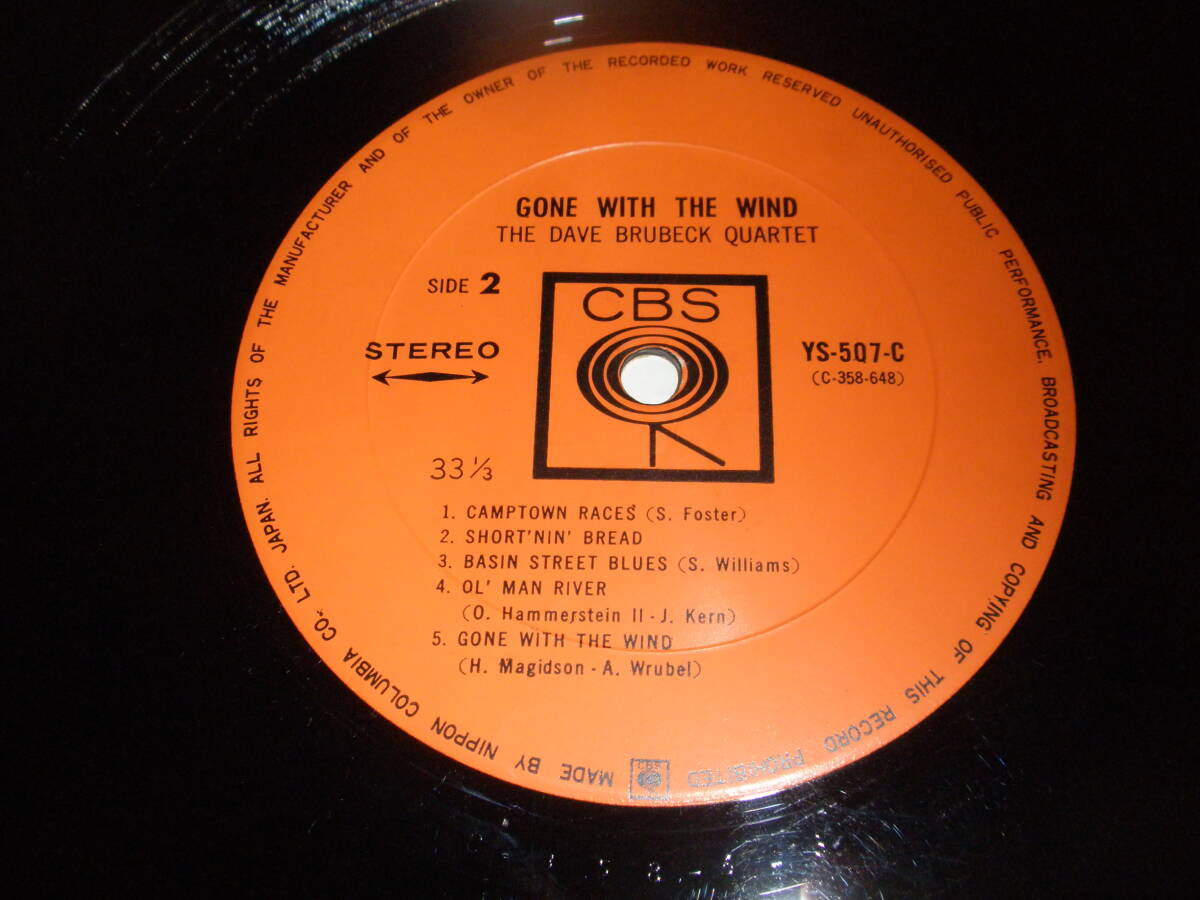 GONE WITH THE WIND
THE DAVE BRUBECK QUARTET
SIDE 2
CBS
STEREO
YS-507-C
(C-358-648)
33 1/3
1. CAMPTOWN RACES (S. Foster)
2. SHORT'NIN' BREAD
3. BASIN STREET BLUES (S. Williams)
4. OL' MAN RIVER
(O. Hammerstein II - J. Kern)
5. GONE WITH THE WIND
(H. Magidson - A. Wrubel)
MADE BY NIPPON COLUMBIA CO., LTD. JAPAN. ALL RIGHTS OF THE MANUFACTURER AND OF THE OWNER OF THE RECORDED WORK RESERVED UNAUTHORISED PUBLIC PERFORMANCE, BROADCASTING AND COPYING OF THIS RECORD PROHIBITED